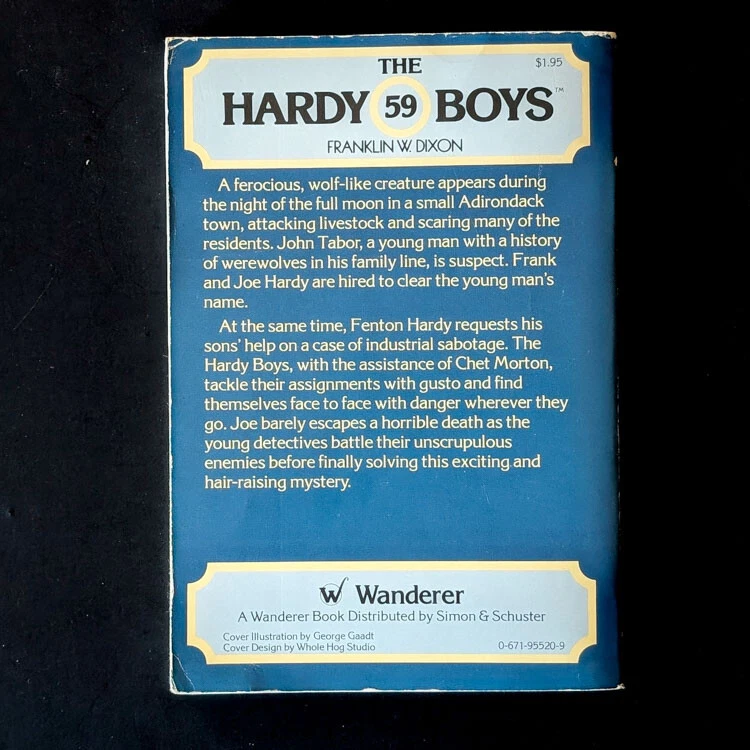 THE
$1.95
HARDY 59 BOYS™
FRANKLIN W. DIXON
A ferocious, wolf-like creature appears during
the night of the full moon in a small Adirondack
town, attacking livestock and scaring many of the
residents. John Tabor, a young man with a history
of werewolves in his family line, is suspect. Frank
and Joe Hardy are hired to clear the young man's
name.
At the same time, Fenton Hardy requests his
sons' help on a case of industrial sabotage. The
Hardy Boys, with the assistance of Chet Morton,
tackle their assignments with gusto and find
themselves face to face with danger wherever they
go. Joe barely escapes a horrible death as the
young detectives battle their unscrupulous
enemies before finally solving this exciting and
hair-raising mystery.
W Wanderer
A Wanderer Book Distributed by Simon & Schuster
Cover Illustration by George Gaadt
Cover Design by Whole Hog Studio
0-671-95520-9